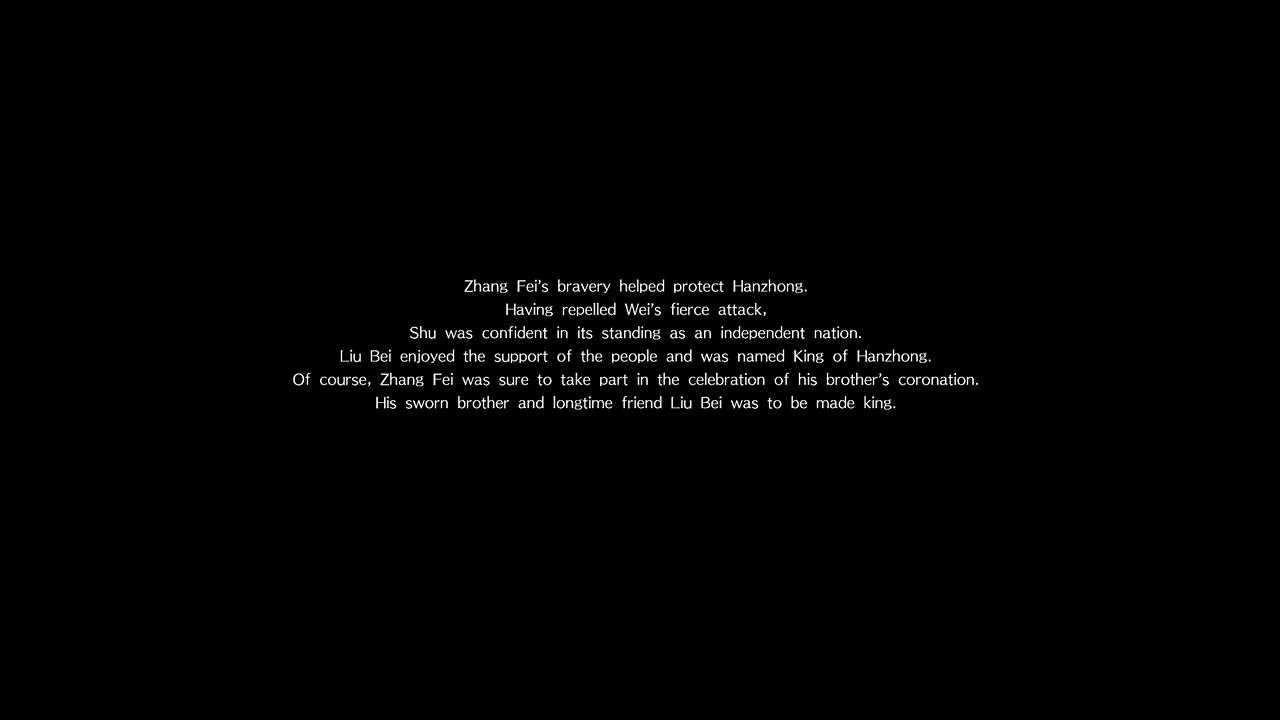 Zhang Fei's bravery helped protect Hanzhong.
Having repelled Wei's fierce attack,
Shu was confident in its standing as an independent nation.
Liu Bei enjoyed the support of the people and was named King of Hanzhong.
Of course, Zhang Fei was sure to take part in the celebration of his brother's coronation.
His sworn brother and longtime friend Liu Bei was to be made king.